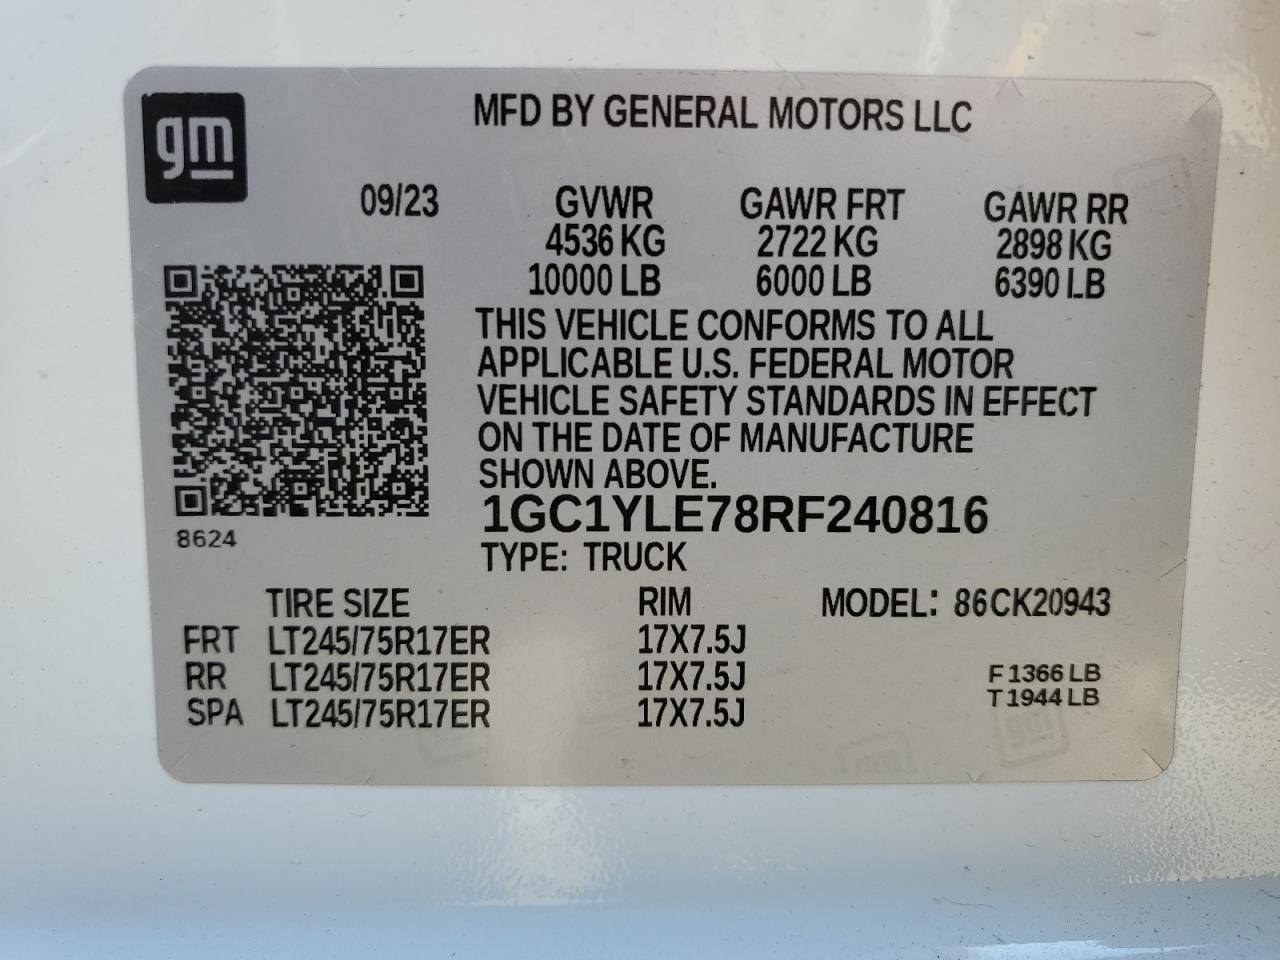 gm
MFD BY GENERAL MOTORS LLC
09/23 GVWR GAWR FRT GAWR RR
4536 KG 2722 KG 2898 KG
10000 LB 6000 LB 6390 LB
THIS VEHICLE CONFORMS TO ALL
APPLICABLE U.S. FEDERAL MOTOR
VEHICLE SAFETY STANDARDS IN EFFECT
ON THE DATE OF MANUFACTURE
SHOWN ABOVE.
1GC1YLE78RF240816
8624
TYPE: TRUCK
TIRE SIZE RIM MODEL: 86CK20943
FRT LT245/75R17ER 17X7.5J
RR LT245/75R17ER 17X7.5J F 1366 LB
SPA LT245/75R17ER 17X7.5J T 1944 LB